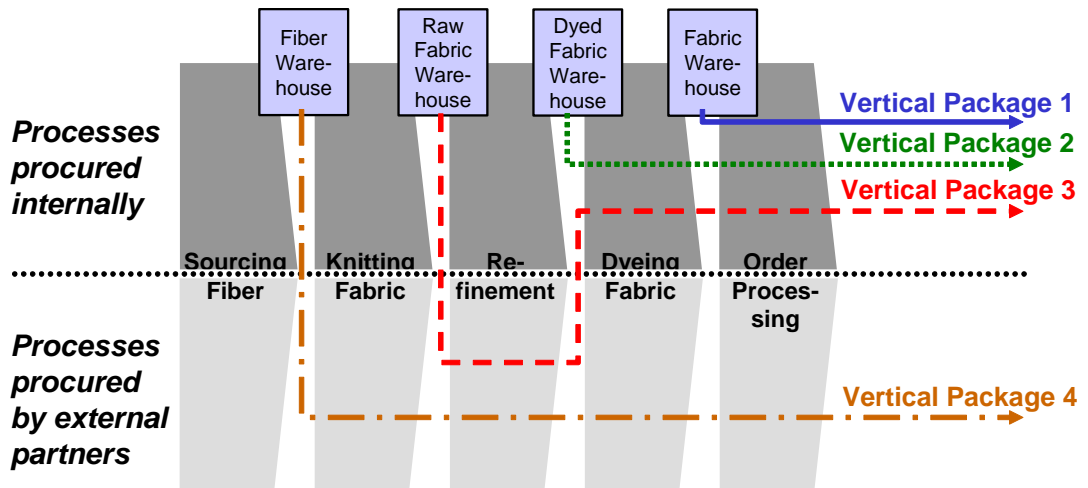 Fiber
Ware-
house
Raw
Fabric
Ware-
house
Dyed
Fabric
Ware-
house
Fabric
Ware-
house
Processes
procured
internally
Vertical Package 1
Vertical Package 2
Vertical Package 3
Sourcing
Fiber
Knitting
Fabric
Re-
finement
Dyeing
Fabric
Order
Proces-
sing
Processes
procured
by external
partners
Vertical Package 4